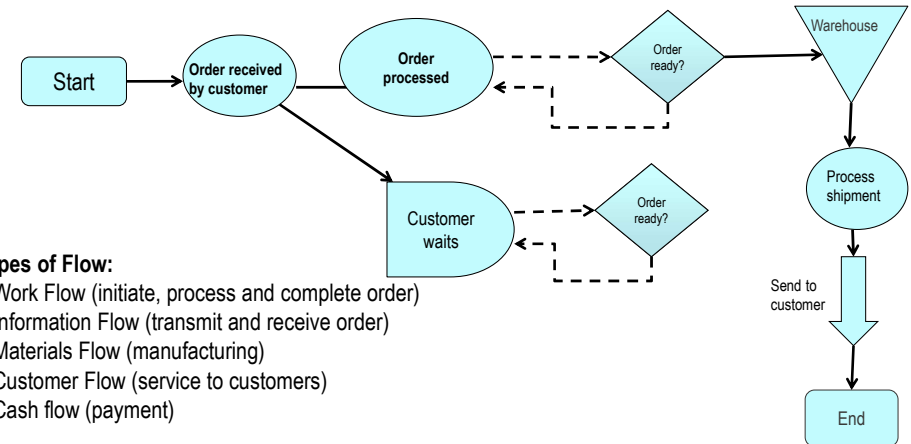 Start
Order received
by customer
Order
processed
Order
ready?
Warehouse
Customer
waits
Order
ready?
Process
shipment
Send to
customer
End
pes of Flow:
Work Flow (initiate, process and complete order)
nformation Flow (transmit and receive order)
Materials Flow (manufacturing)
Customer Flow (service to customers)
Cash flow (payment)